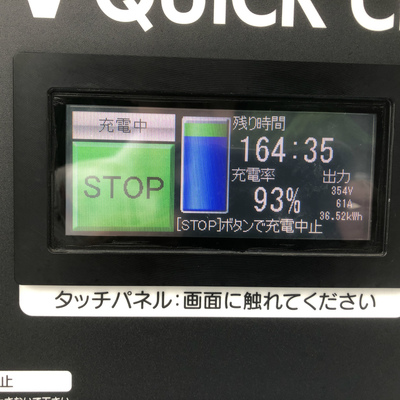 QUICK C
充電中
STOP
残り時間
164:35
充電率
出力
93%
354V
61A
36.52kWh
[STOP]ボタンで充電中止
タッチパネル:画面に触れてください
止